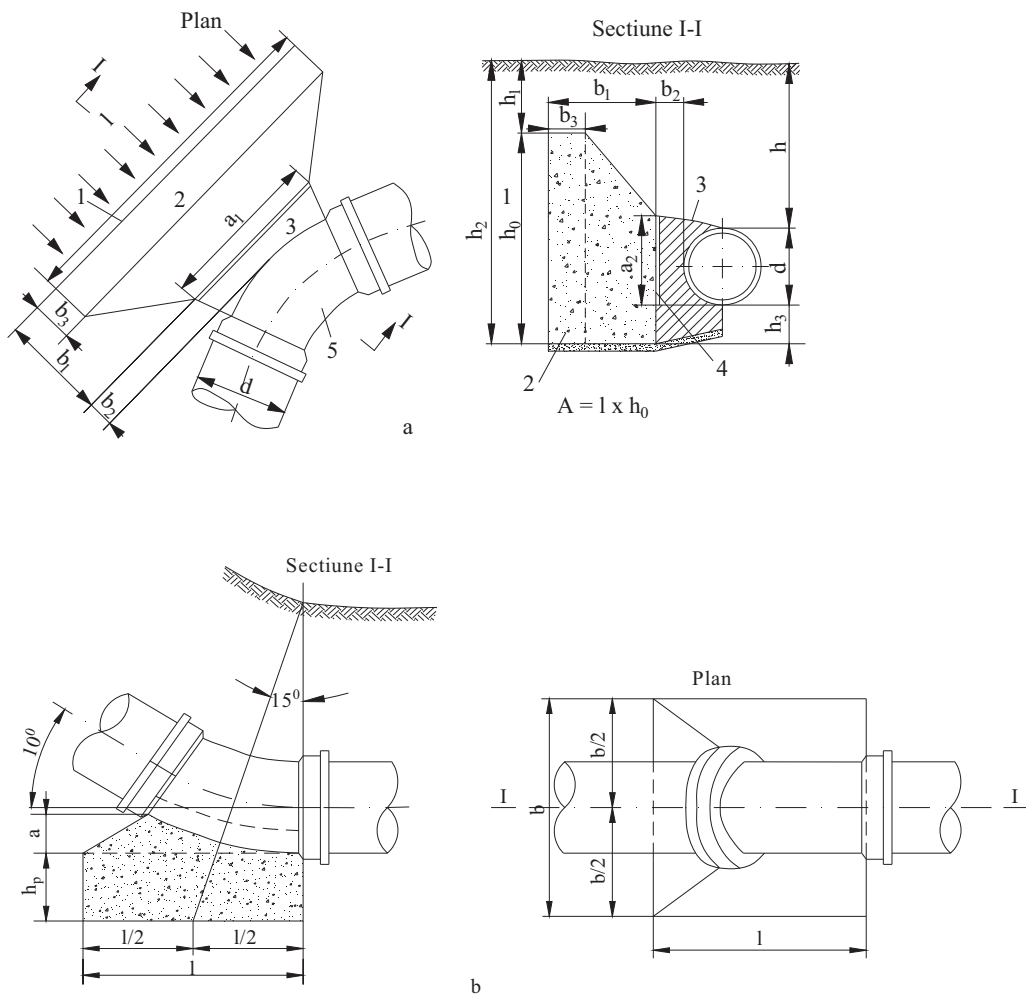 Plan
I
1
l
2
a₁
3
b₃
b₁
b₂
5
I
d
a
Sectiune I-I
h₁
b₁
b₂
b₃
h
3
h₂
1
h₀
a₂
d
h₃
2
4
A = l x h₀
Sectiune I-I
15⁰
10⁰
a
hₚ
l/2
l/2
l
Plan
b/2
I
b
I
b/2
l
b